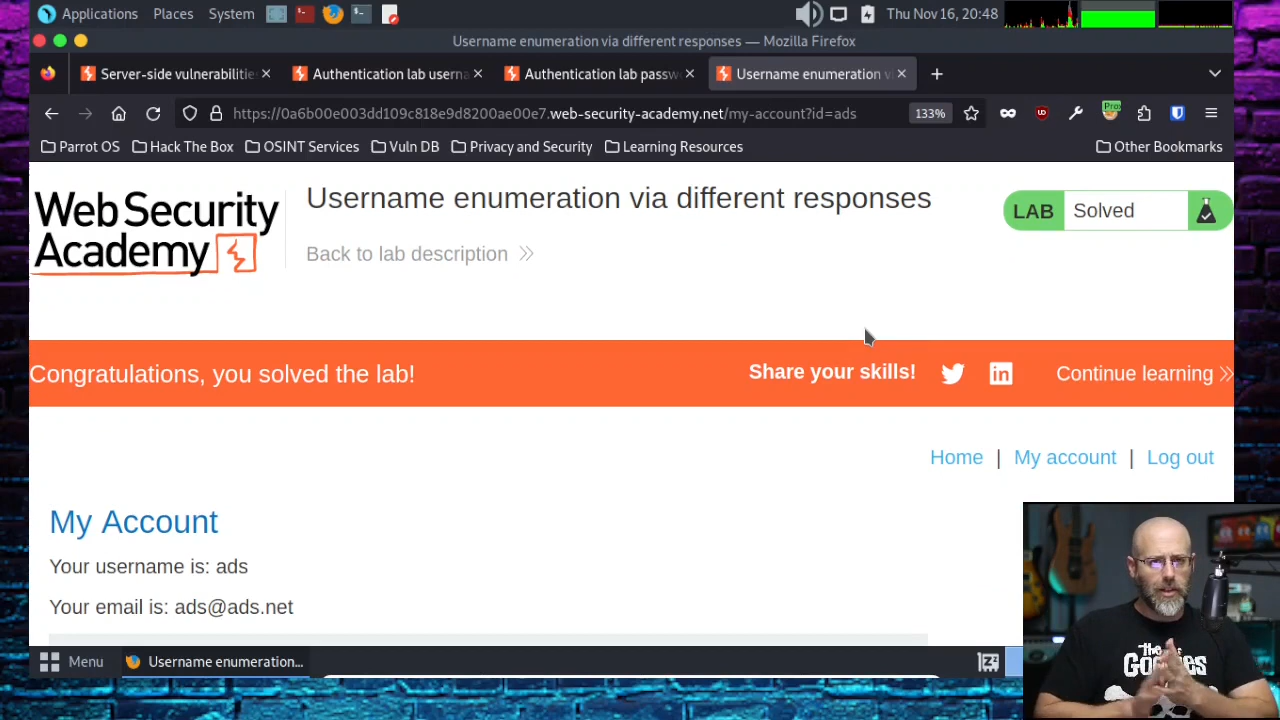 Applications Places System Thu Nov 16, 20:48
Username enumeration via different responses — Mozilla Firefox
Server-side vulnerabilities Authentication lab userna Authentication lab passw Username enumeration v
https://0a6b00e003dd109c818e9d8200ae00e7.web-security-academy.net/my-account?id=ads 133% Prox
Parrot OS Hack The Box OSINT Services Vuln DB Privacy and Security Learning Resources Other Bookmarks
Web Security
Academy
Username enumeration via different responses
LAB Solved
Back to lab description
Congratulations, you solved the lab! Share your skills! Continue learning
Home | My account | Log out
My Account
Your username is: ads
Your email is: ads@ads.net
Menu Username enumeration...